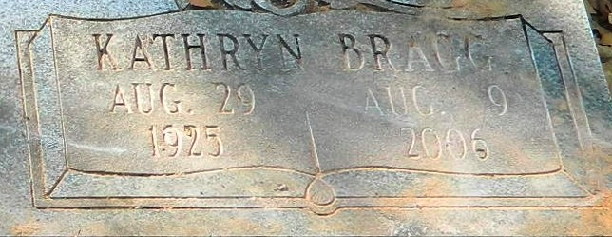 KATHRYN BRAGG
AUG. 29 AUG. 9
1925 2006